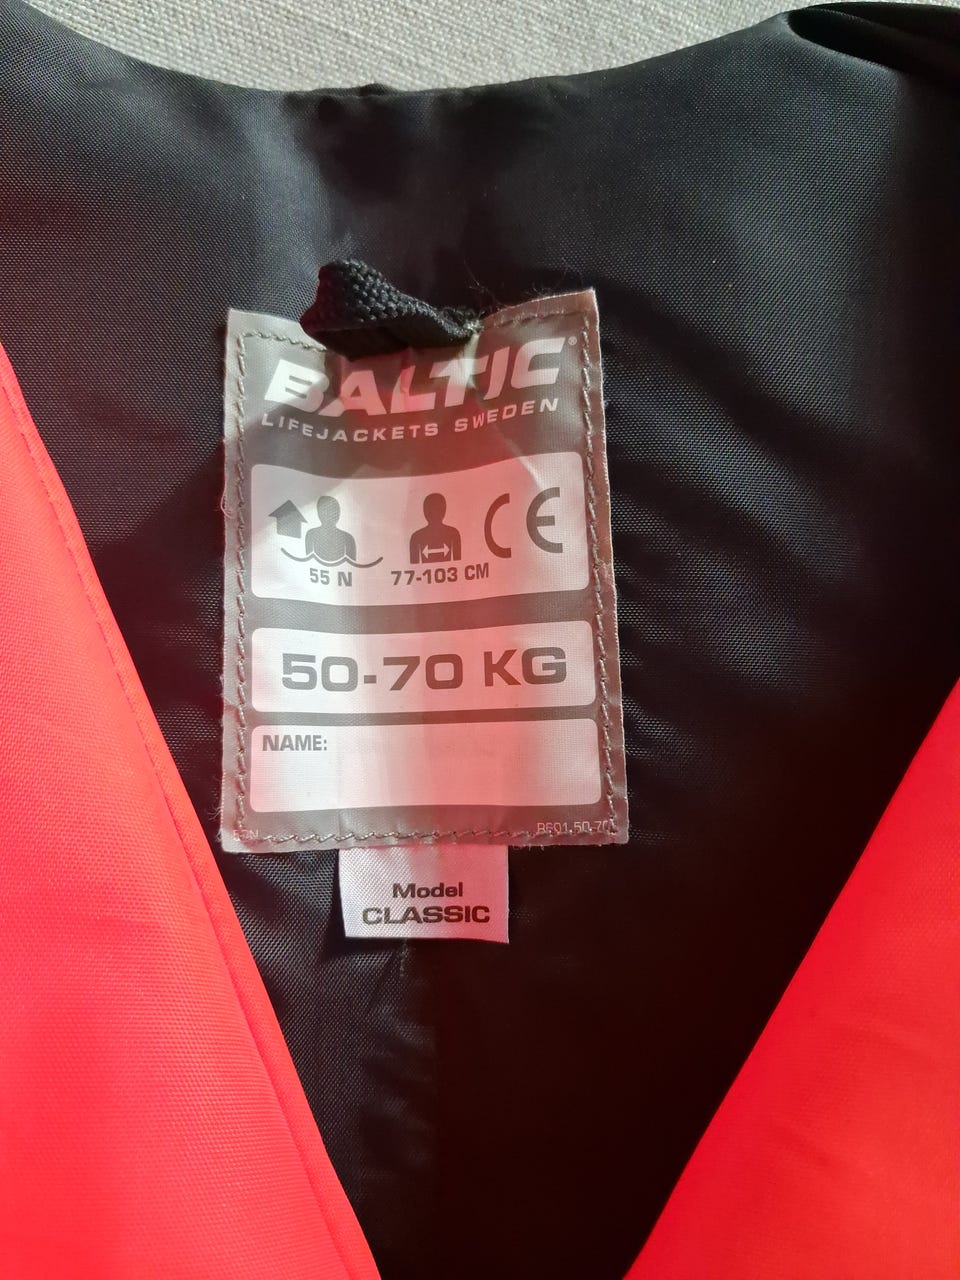 BALTIC®
LIFEJACKETS SWEDEN
CE
55 N 77-103 CM
50-70 KG
NAME:
Model
CLASSIC